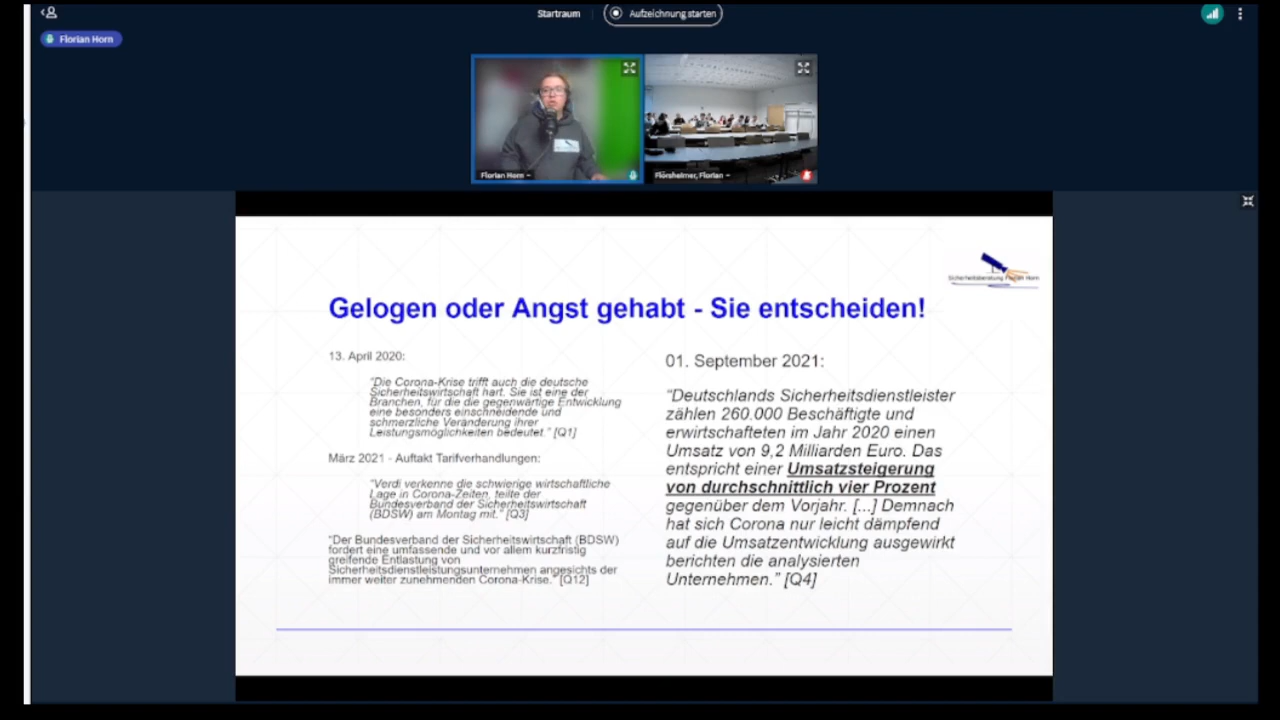 Startraum
Aufzeichnung starten
Florian Horn
Florian Horn
Florsheimer, Florian
Sicherheitsberatung Florian Horn
Gelogen oder Angst gehabt - Sie entscheiden!
13. April 2020:
“Die Corona-Krise trifft auch die deutsche
Sicherheitswirtschaft hart. Sie ist eine der
Branchen, für die die gegenwärtige Entwicklung
eine besonders einschneidende und
schmerzliche Veränderung ihrer
Leistungsmöglichkeiten bedeutet.” [Q1]
März 2021 - Auftakt Tarifverhandlungen:
“Verdi verkenne die schwierige wirtschaftliche
Lage in Corona-Zeiten, teilte der
Bundesverband der Sicherheitswirtschaft
(BDSW) am Montag mit.” [Q3]
“Der Bundesverband der Sicherheitswirtschaft (BDSW)
fordert eine umfassende und vor allem kurzfristig
greifende Entlastung von
Sicherheitsdienstleistungsunternehmen angesichts der
immer weiter zunehmenden Corona-Krise.” [Q12]
01. September 2021:
“Deutschlands Sicherheitsdienstleister
zählen 260.000 Beschäftigte und
erwirtschafteten im Jahr 2020 einen
Umsatz von 9,2 Milliarden Euro. Das
entspricht einer Umsatzsteigerung
von durchschnittlich vier Prozent
gegenüber dem Vorjahr. [...] Demnach
hat sich Corona nur leicht dämpfend
auf die Umsatzentwicklung ausgewirkt
berichten die analysierten
Unternehmen.” [Q4]